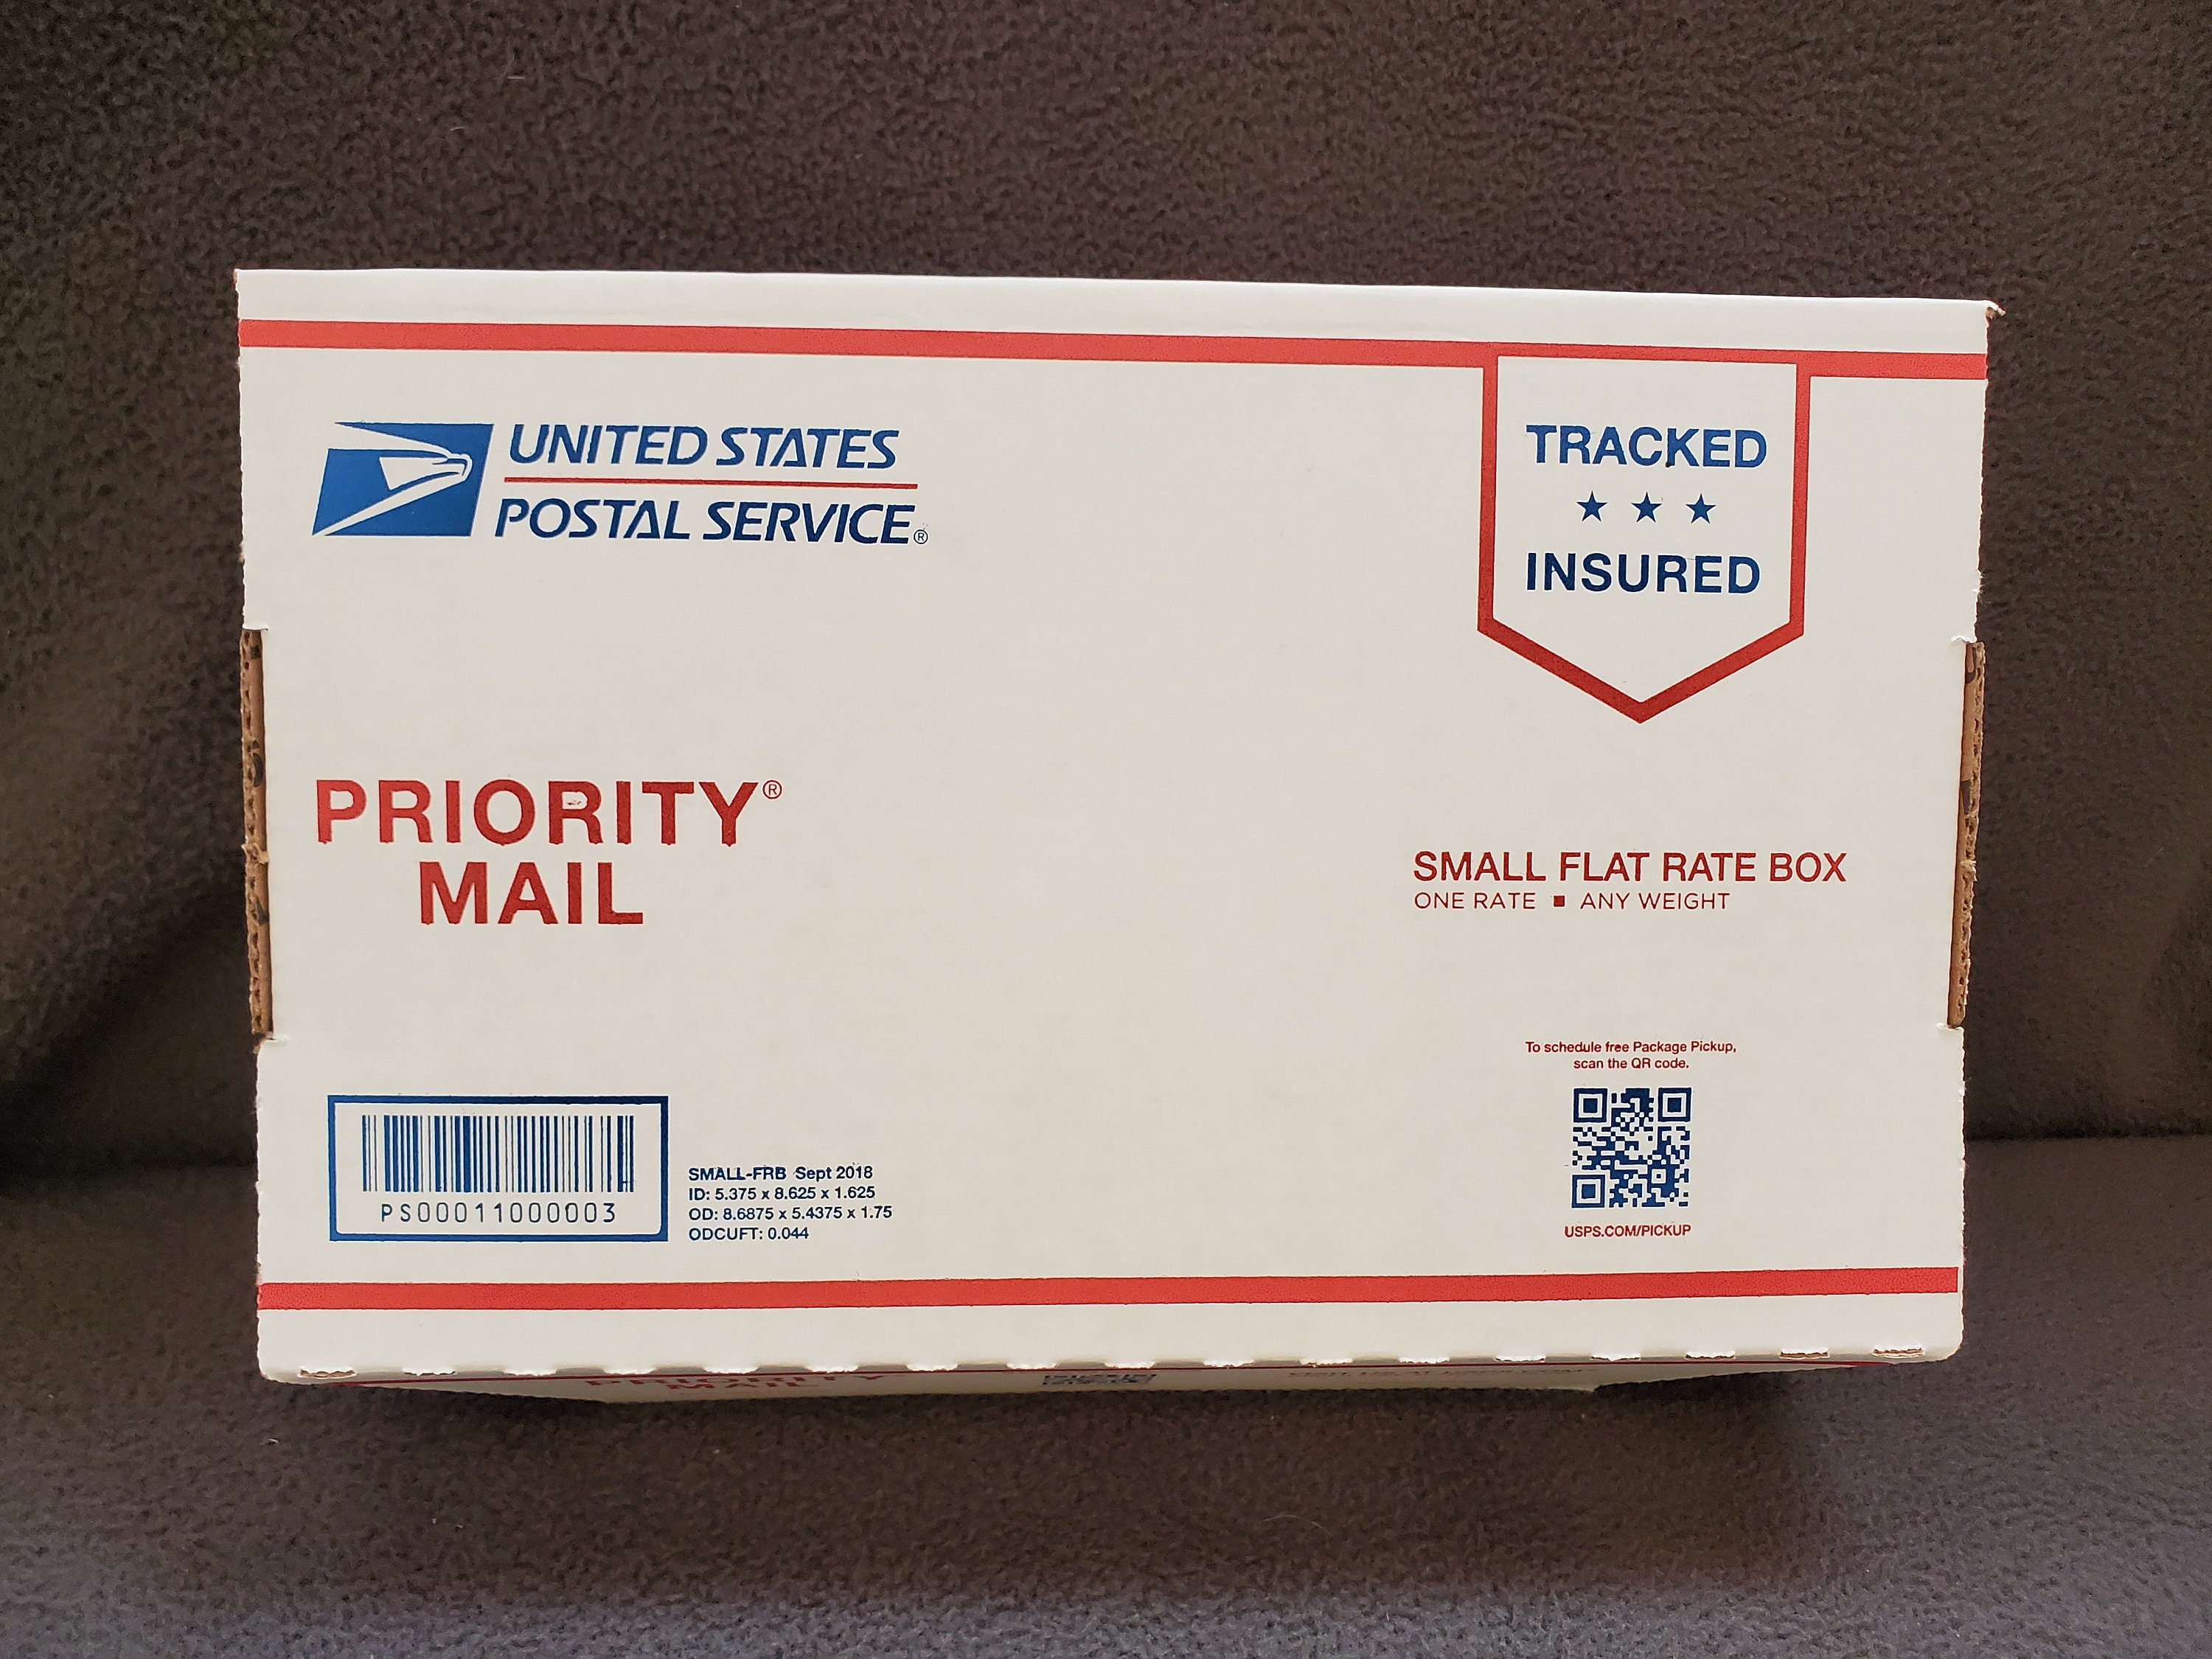 UNITED STATES
POSTAL SERVICE®
TRACKED
★ ★ ★
INSURED
PRIORITY®
MAIL
SMALL FLAT RATE BOX
ONE RATE ■ ANY WEIGHT
To schedule free Package Pickup,
scan the QR code.
USPS.COM/PICKUP
PS00011000003
SMALL-FRB Sept 2018
ID: 5.375 x 8.625 x 1.625
OD: 8.6875 x 5.4375 x 1.75
ODCUFT: 0.044
PRIORITY
MAIL